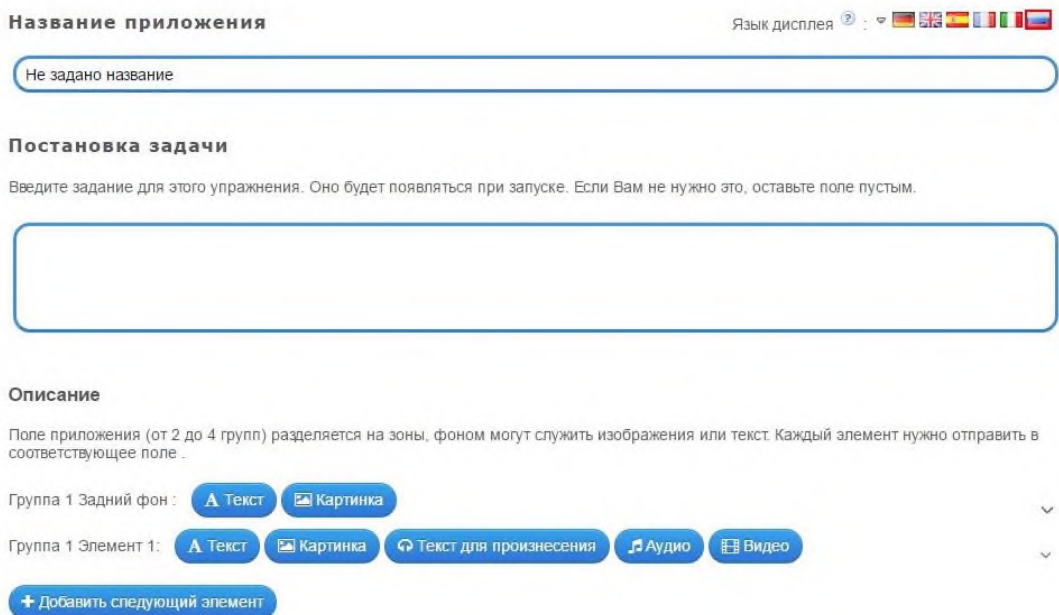 Название приложения
Язык дисплея ? :
Не задано название
Постановка задачи
Введите задание для этого упражнения. Оно будет появляться при запуске. Если Вам не нужно это, оставьте поле пустым.
Описание
Поле приложения (от 2 до 4 групп) разделяется на зоны, фоном могут служить изображения или текст. Каждый элемент нужно отправить в
соответствующее поле .
Группа 1 Задний фон : A Текст Картинка
Группа 1 Элемент 1: A Текст Картинка Текст для произнесения Аудио Видео
+ Добавить следующий элемент